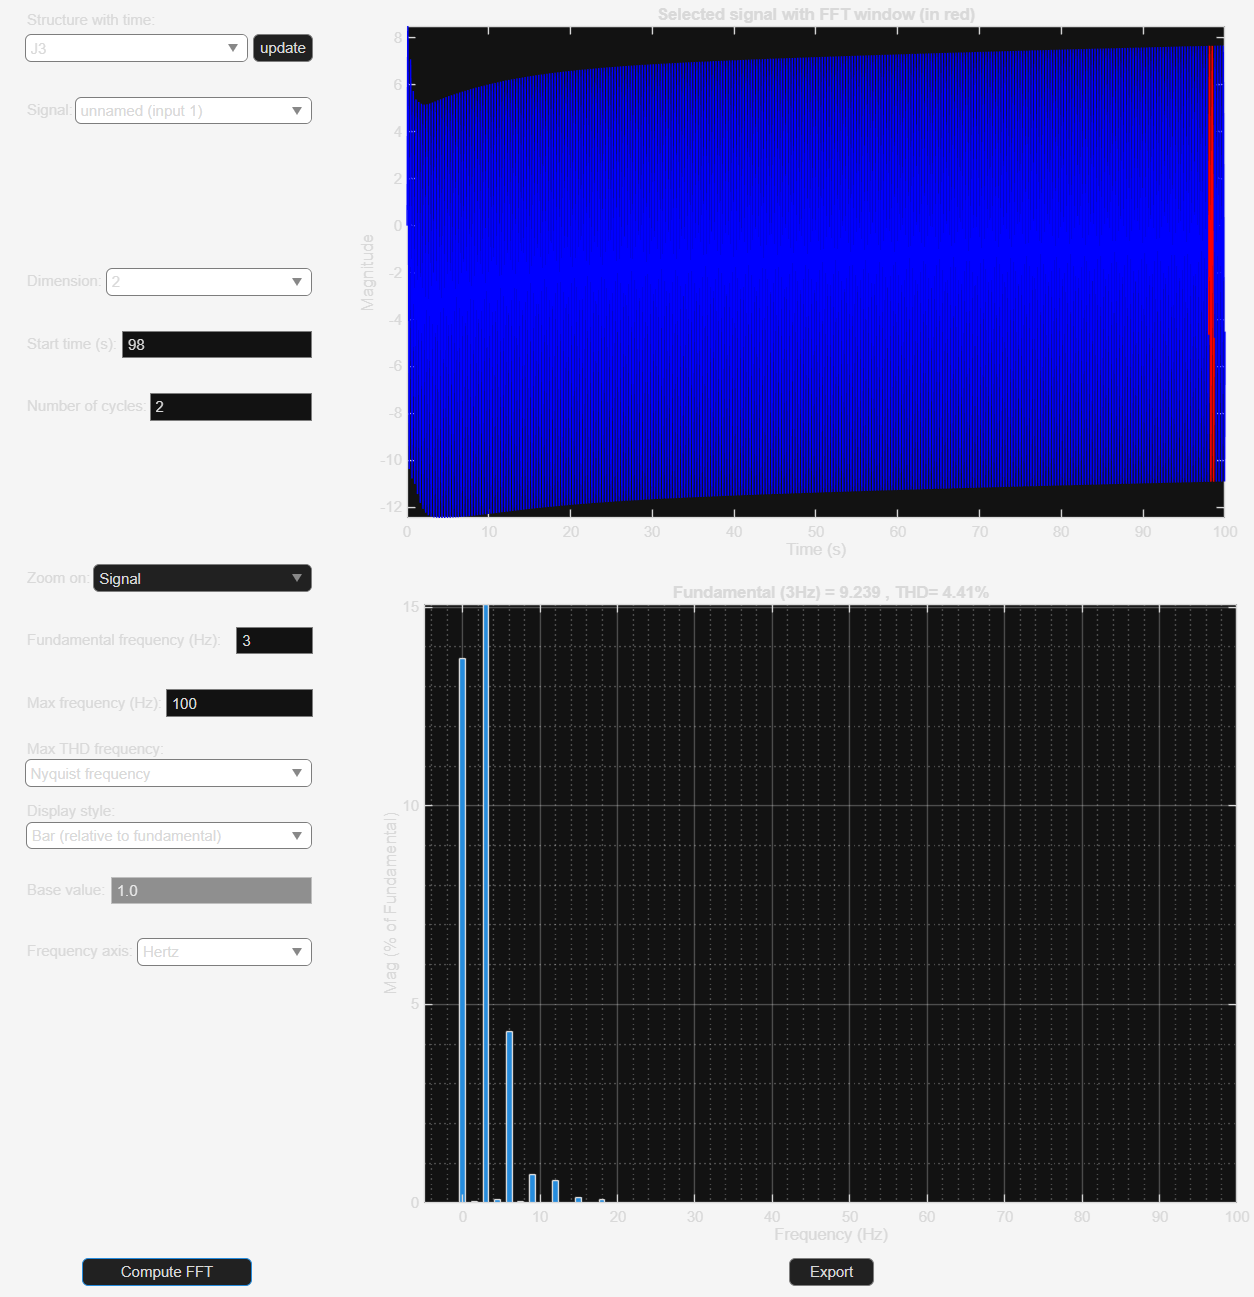 Structure with time:
J3
update
Signal: unnamed (input 1)
Dimension: 2
Start time (s): 98
Number of cycles: 2
Zoom on: Signal
Fundamental frequency (Hz): 3
Max frequency (Hz): 100
Max THD frequency:
Nyquist frequency
Display style:
Bar (relative to fundamental)
Base value: 1.0
Frequency axis: Hertz
Compute FFT
Selected signal with FFT window (in red)
8
6
4
2
0
-2
-4
-6
-8
-10
-12
Magnitude
0 10 20 30 40 50 60 70 80 90 100
Time (s)
Fundamental (3Hz) = 9.239 , THD= 4.41%
15
10
5
0
Mag (% of Fundamental)
0 10 20 30 40 50 60 70 80 90 100
Frequency (Hz)
Export